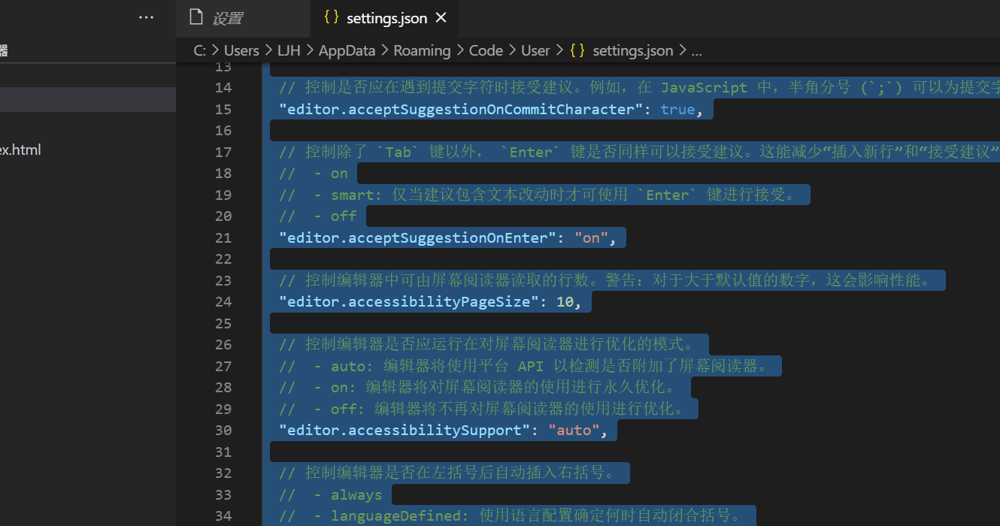 ...
设置
{} settings.json ×
器
C: > Users > LJH > AppData > Roaming > Code > User > {} settings.json > ...
13
14 // 控制是否应在遇到提交字符时接受建议。例如，在 JavaScript 中，半角分号 (`;`) 可以为提交字
15 "editor.acceptSuggestionOnCommitCharacter": true,
16
17 // 控制除了 `Tab` 键以外， `Enter` 键是否同样可以接受建议。这能减少“插入新行”和“接受建议”
18 //  - on
ex.html
19 //  - smart: 仅当建议包含文本改动时才可使用 `Enter` 键进行接受。
20 //  - off
21 "editor.acceptSuggestionOnEnter": "on",
22
23 // 控制编辑器中可由屏幕阅读器读取的行数。警告: 对于大于默认值的数字，这会影响性能。
24 "editor.accessibilityPageSize": 10,
25
26 // 控制编辑器是否应运行在对屏幕阅读器进行优化的模式。
27 //  - auto: 编辑器将使用平台 API 以检测是否附加了屏幕阅读器。
28 //  - on: 编辑器将对屏幕阅读器的使用进行永久优化。
29 //  - off: 编辑器将不再对屏幕阅读器的使用进行优化。
30 "editor.accessibilitySupport": "auto",
31
32 // 控制编辑器是否在左括号后自动插入右括号。
33 //  - always
34 //  - languageDefined: 使用语言配置确定何时自动闭合括号。